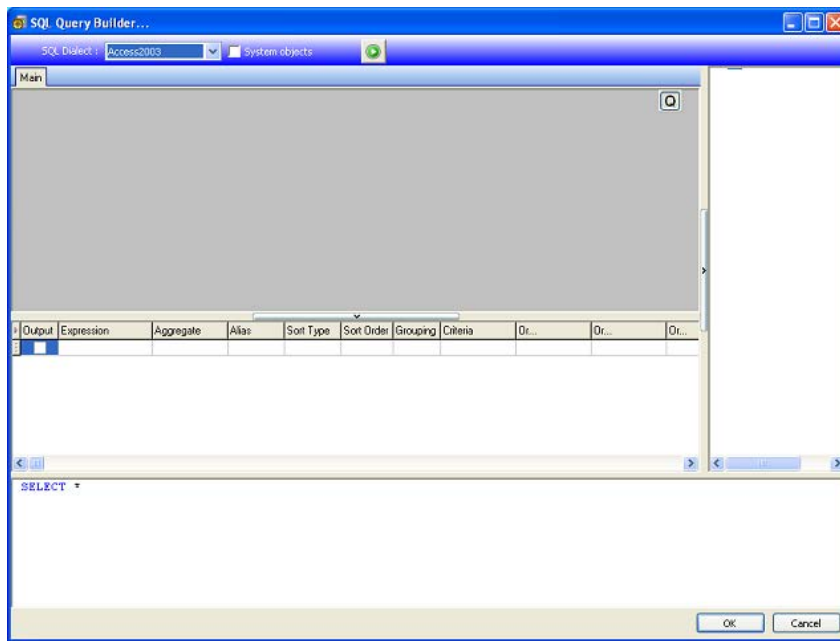 SQL Query Builder...
SQL Dialect : Access2003 System objects
Main
Q
Output Expression Aggregate Alias Sort Type Sort Order Grouping Criteria Or... Or... Or...
SELECT *
OK Cancel